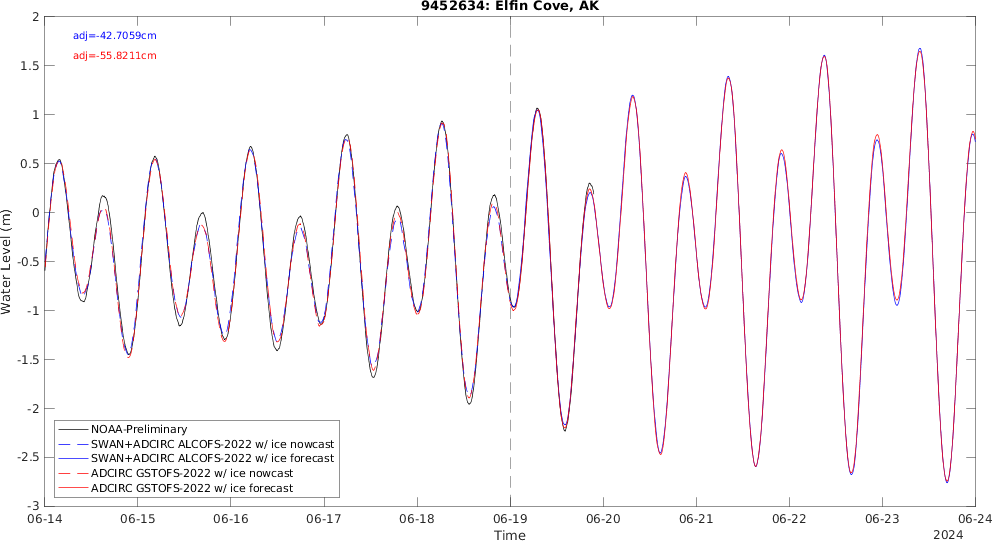 9452634: Elfin Cove, AK
adj=-42.7059cm
adj=-55.8211cm
Water Level (m)
2
1.5
1
0.5
0
-0.5
-1
-1.5
-2
-2.5
-3
NOAA-Preliminary
SWAN+ADCIRC ALCOFS-2022 w/ ice nowcast
SWAN+ADCIRC ALCOFS-2022 w/ ice forecast
ADCIRC GSTOFS-2022 w/ ice nowcast
ADCIRC GSTOFS-2022 w/ ice forecast
06-14 06-15 06-16 06-17 06-18 06-19 06-20 06-21 06-22 06-23 06-24
Time
2024